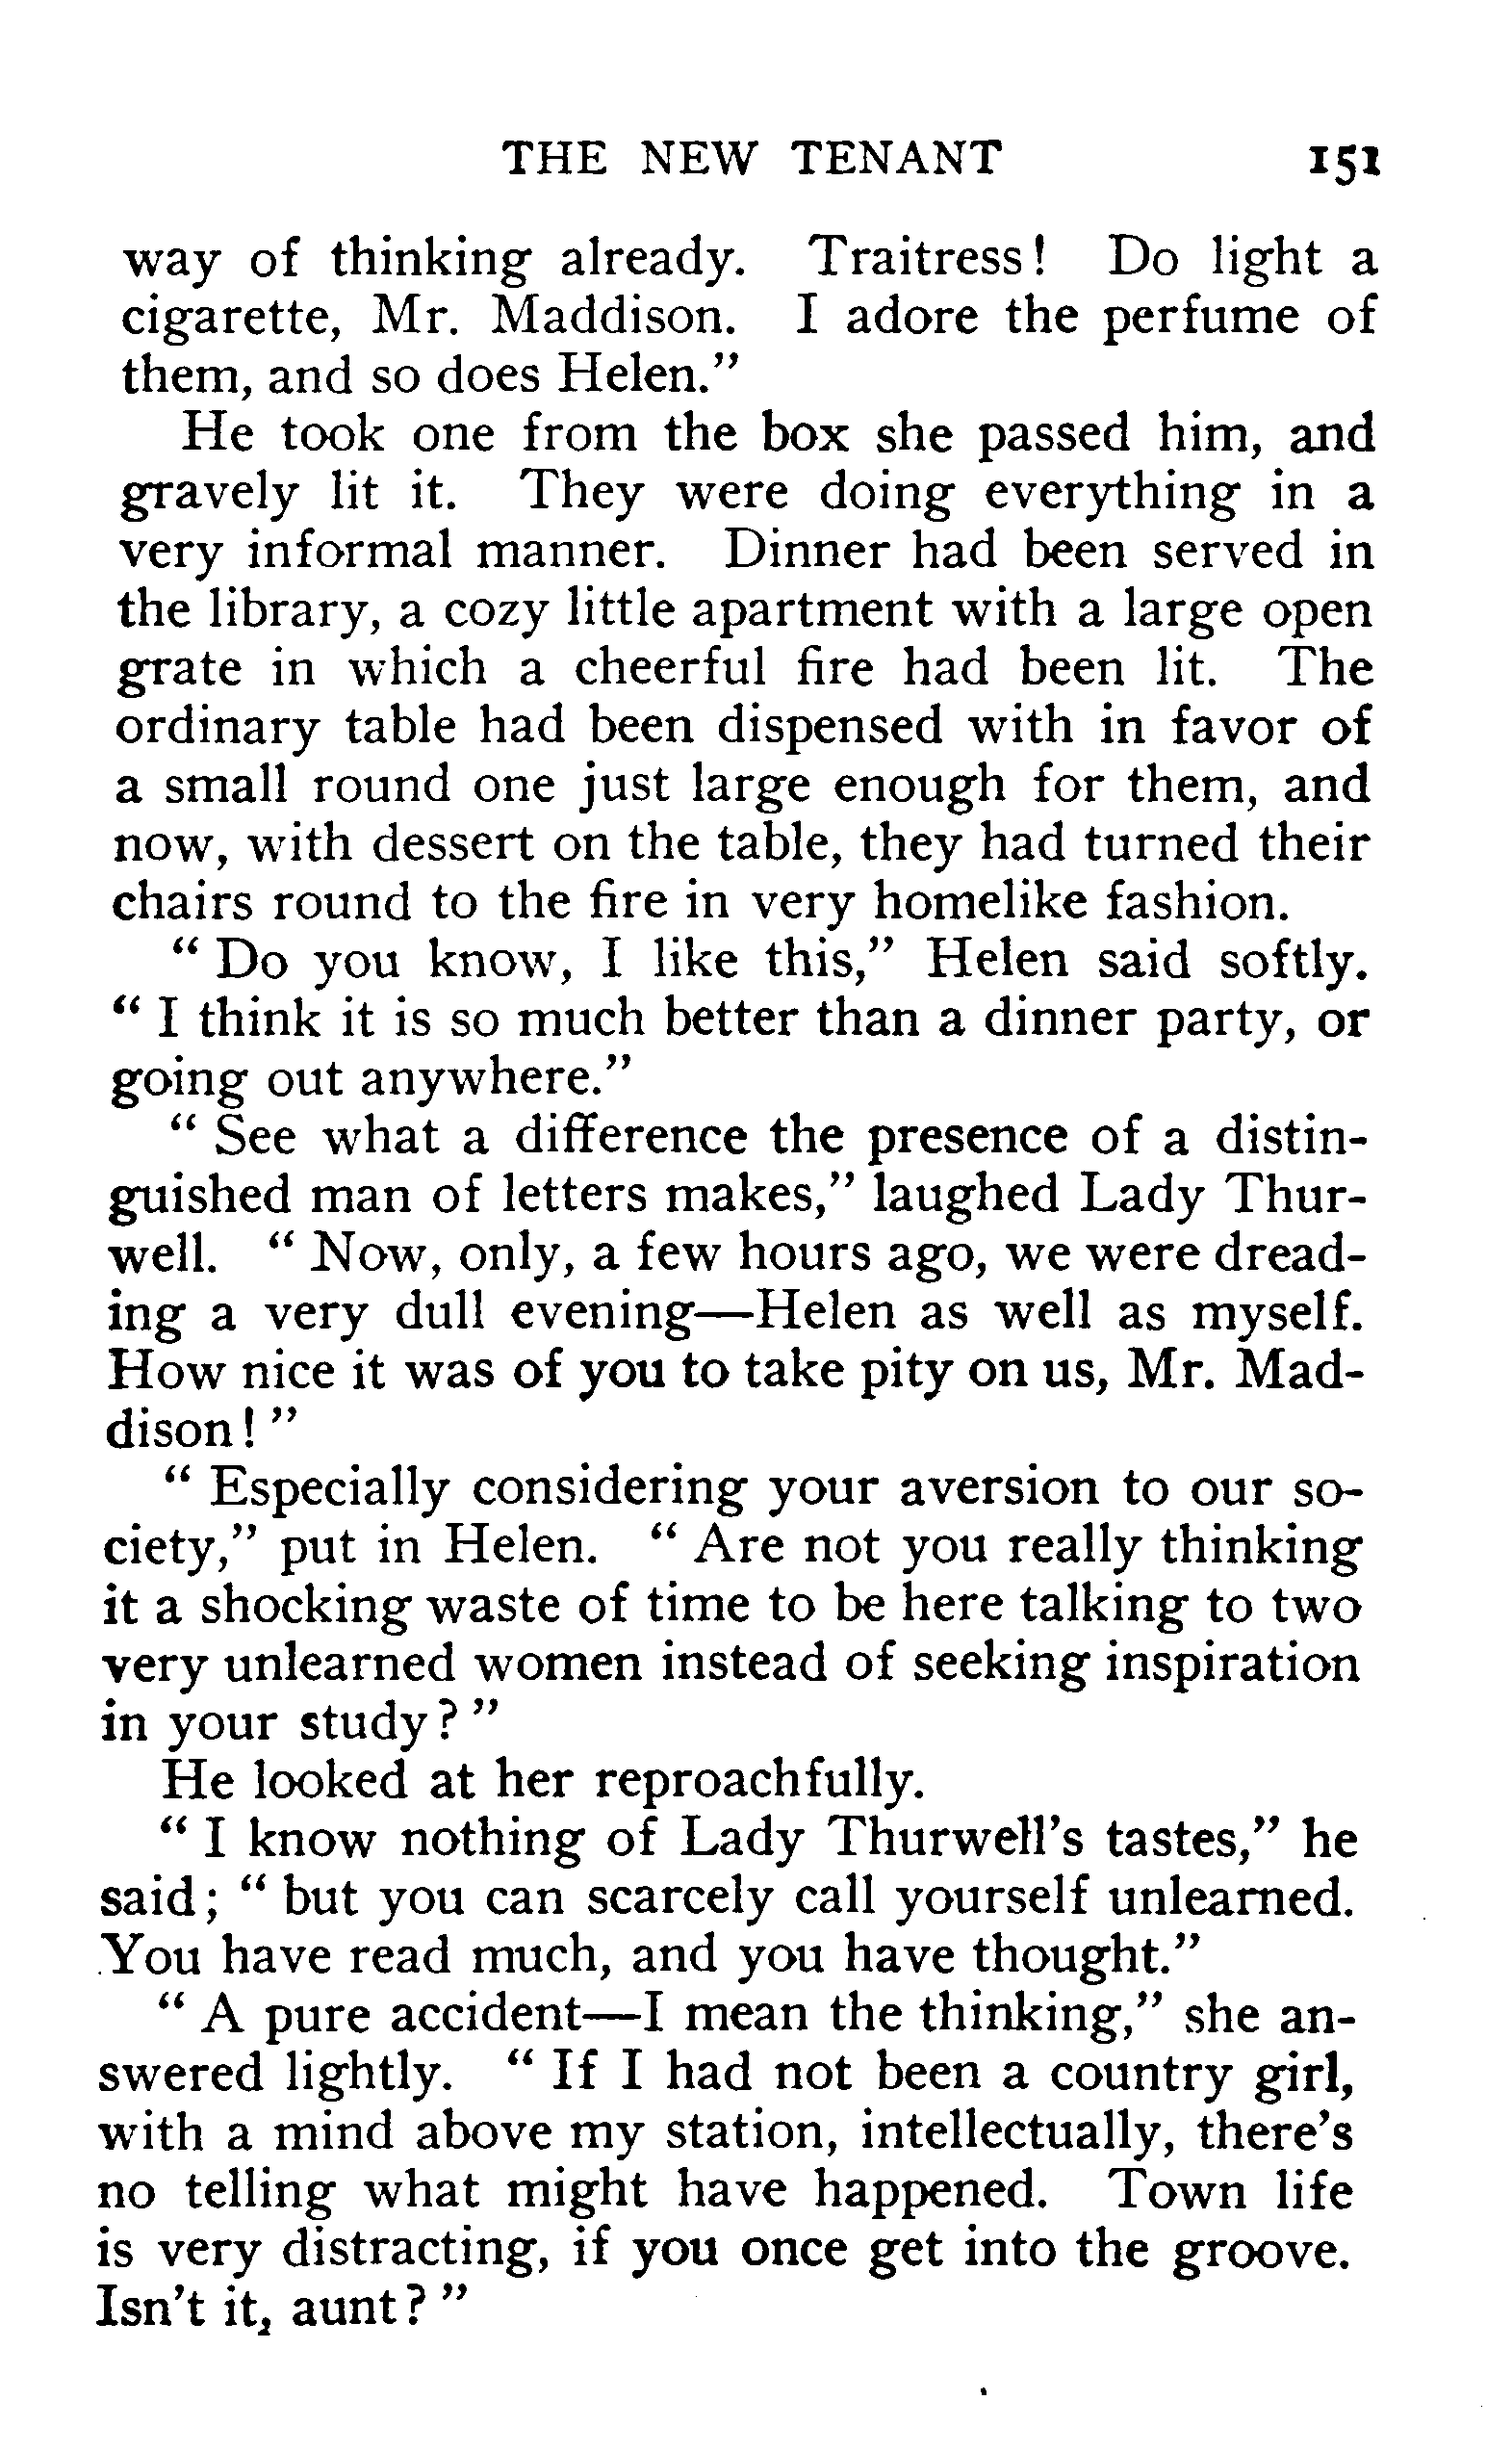 THE NEW TENANT 151
way of thinking already. Traitress! Do light a
cigarette, Mr. Maddison. I adore the perfume of
them, and so does Helen."
He took one from the box she passed him, and
gravely lit it. They were doing everything in a
very informal manner. Dinner had been served in
the library, a cozy little apartment with a large open
grate in which a cheerful fire had been lit. The
ordinary table had been dispensed with in favor of
a small round one just large enough for them, and
now, with dessert on the table, they had turned their
chairs round to the fire in very homelike fashion.
" Do you know, I like this," Helen said softly.
" I think it is so much better than a dinner party, or
going out anywhere."
" See what a difference the presence of a distin-
guished man of letters makes," laughed Lady Thur-
well. " Now, only, a few hours ago, we were dread-
ing a very dull evening—Helen as well as myself.
How nice it was of you to take pity on us, Mr. Mad-
dison! "
" Especially considering your aversion to our so-
ciety," put in Helen. " Are not you really thinking
it a shocking waste of time to be here talking to two
very unlearned women instead of seeking inspiration
in your study? "
He looked at her reproachfully.
" I know nothing of Lady Thurwell's tastes," he
said; " but you can scarcely call yourself unlearned.
You have read much, and you have thought."
" A pure accident—I mean the thinking," she an-
swered lightly. " If I had not been a country girl,
with a mind above my station, intellectually, there's
no telling what might have happened. Town life
is very distracting, if you once get into the groove.
Isn't it, aunt? "